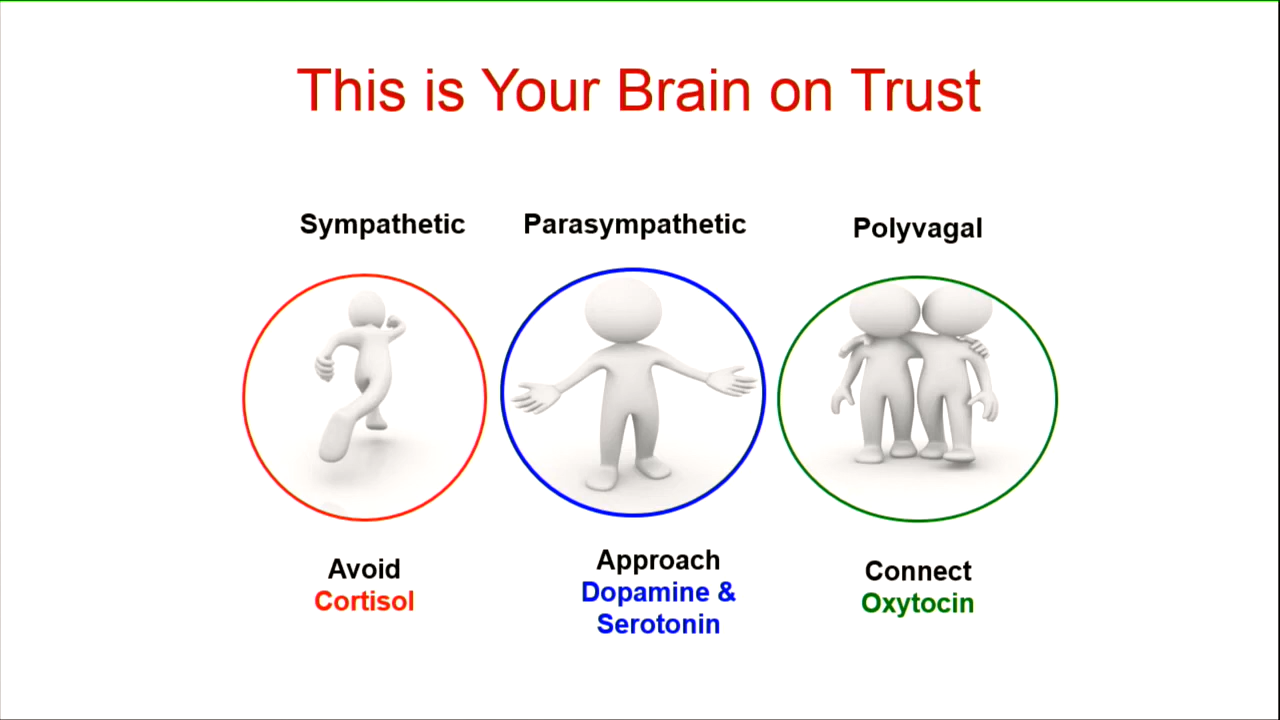 This is Your Brain on Trust
Sympathetic
Parasympathetic
Polyvagal
Avoid
Cortisol
Approach
Dopamine &
Serotonin
Connect
Oxytocin